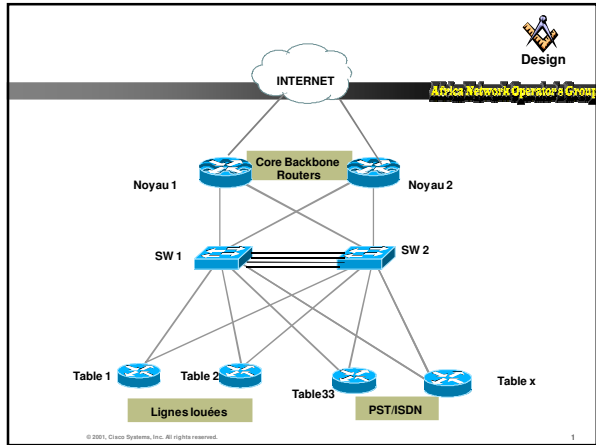 Design
INTERNET
Africa Network Operator's Group
Core Backbone
Routers
Noyau 1
Noyau 2
SW 1
SW 2
Table 1
Table 2
Table33
Table x
Lignes louées
PST/ISDN
© 2001, Cisco Systems, Inc. All rights reserved.
1